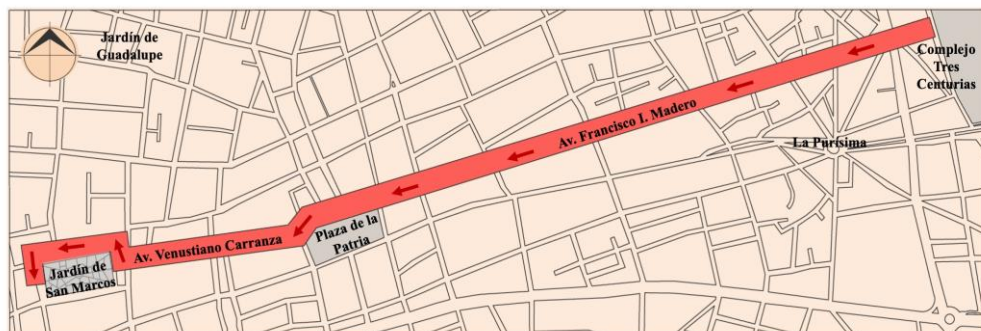 Jardín de
Guadalupe
Complejo
Tres
Centurias
Av. Francisco I. Madero
La Purísima
Plaza de la
Patria
Av. Venustiano Carranza
Jardín de
San Marcos